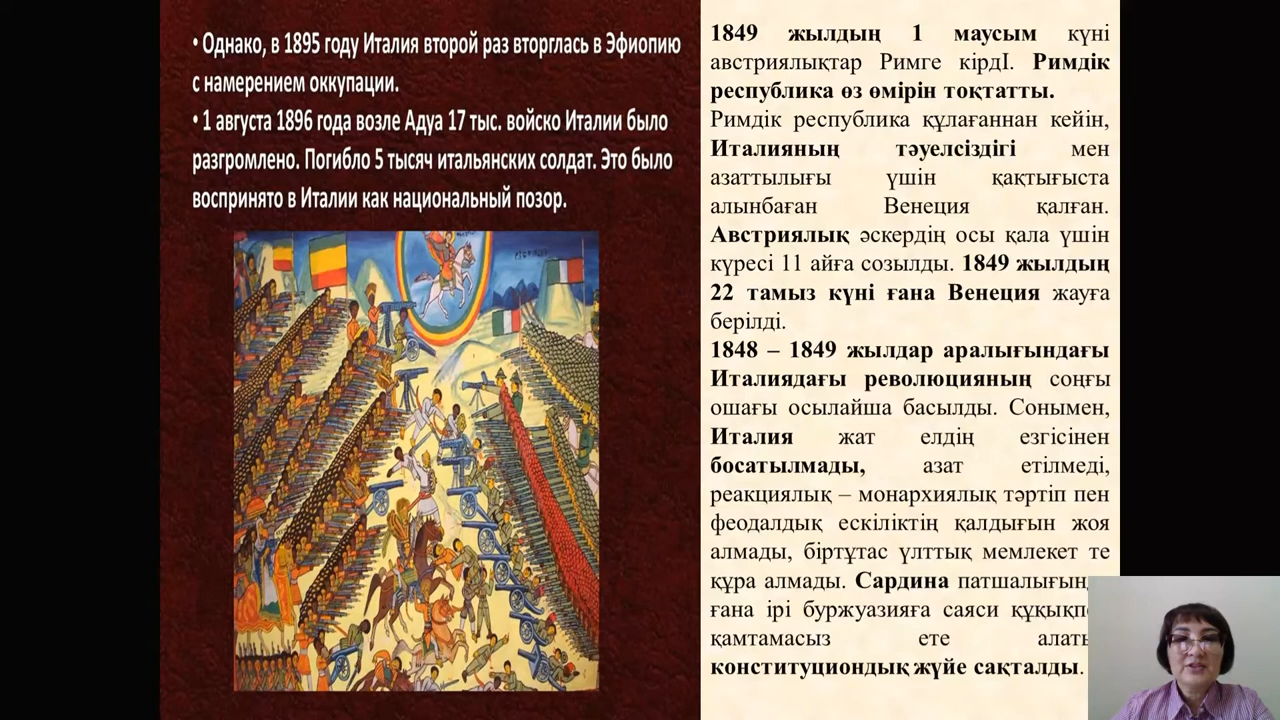 • Однако, в 1895 году Италия второй раз вторглась в Эфиопию
с намерением оккупации.
• 1 августа 1896 года возле Адуа 17 тыс. войско Италии было
разгромлено. Погибло 5 тысяч итальянских солдат. Это было
воспринято в Италии как национальный позор.
1849 жылдың 1 маусым күні
австриялықтар Римге кірдІ. Римдік
республика өз өмірін тоқтатты.
Римдік республика құлағаннан кейін,
Италияның тәуелсіздігі мен
азаттылығы үшін қақтығыста
алынбаған Венеция қалған.
Австриялық әскердің осы қала үшін
күресі 11 айға созылды. 1849 жылдың
22 тамыз күні ғана Венеция жауға
берілді.
1848 – 1849 жылдар аралығындағы
Италиядағы революцияның соңғы
ошағы осылайша басылды. Сонымен,
Италия жат елдің езгісінен
босатылмады, азат етілмеді,
реакциялық – монархиялық тәртіп пен
феодалдық ескіліктің қалдығын жоя
алмады, біртұтас ұлттық мемлекет те
құра алмады. Сардина
ғана ірі буржуазияға саяси
қамтамасыз ете
конституциондық жүйе сақталды.